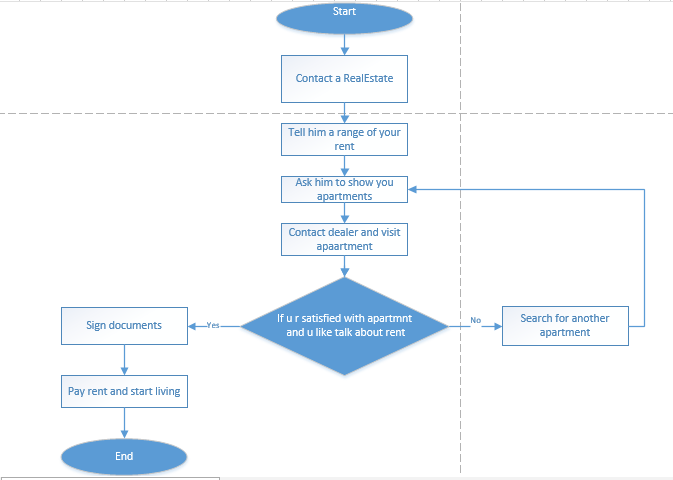 Start
Contact a RealEstate
Tell him a range of your
rent
Ask him to show you
apartments
Contact dealer and visit
apaartment
If u r satisfied with apartmnt
and u like talk about rent
Yes
No
Sign documents
Search for another
apartment
Pay rent and start living
End